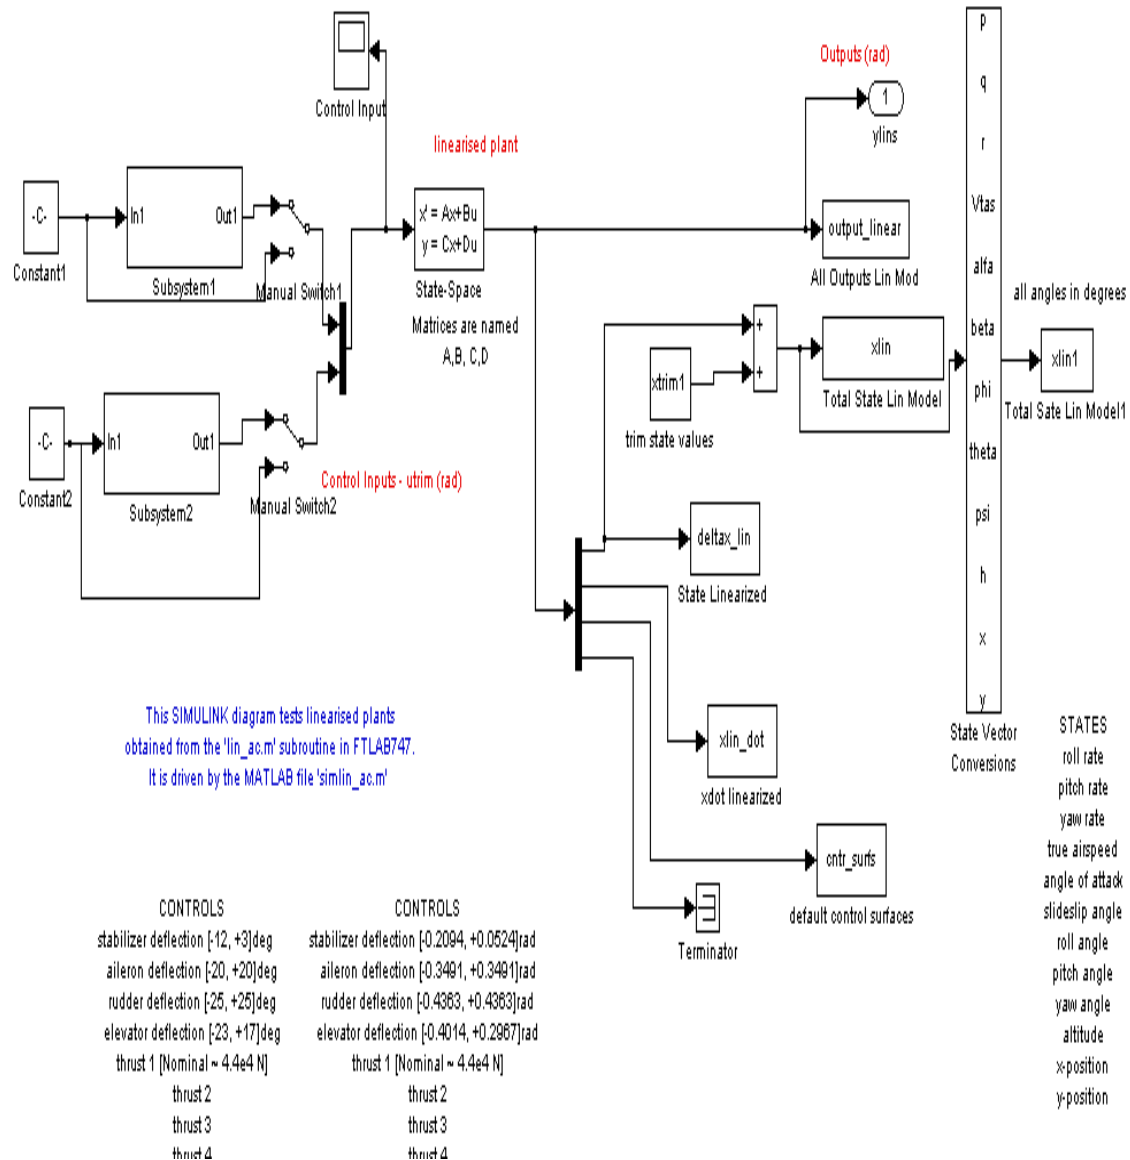 Control Input
Outputs (rad)
1
ylins
linearised plant
-C-
Constant1
In1
Out1
Subsystem1
Manual Switch1
x' = Ax+Bu
y = Cx+Du
State-Space
Matrices are named
A,B, C,D
output_linear
All Outputs Lin Mod
xtrim1
trim state values
+
+
xlin
Total State Lin Model
-C-
Constant2
In1
Out1
Subsystem2
Manual Switch2
Control Inputs - utrim (rad)
deltax_lin
State Linearized
xlin_dot
xdot linearized
cntr_surfs
default control surfaces
Terminator
p
q
r
Vtas
alfa
beta
phi
theta
psi
h
x
y
State Vector
Conversions
all angles in degrees
xlin1
Total Sate Lin Model1
This SIMULINK diagram tests linearised plants
obtained from the 'lin_ac.m' subroutine in FTLAB747.
It is driven by the MATLAB file 'simlin_ac.m'
CONTROLS
stabilizer deflection [-12, +3]deg
aileron deflection [-20, +20]deg
rudder deflection [-25, +25]deg
elevator deflection [-23, +17]deg
thrust 1 [Nominal ~ 4.4e4 N]
thrust 2
thrust 3
thrust 4
CONTROLS
stabilizer deflection [-0.2094, +0.0524]rad
aileron deflection [-0.3491, +0.3491]rad
rudder deflection [-0.4363, +0.4363]rad
elevator deflection [-0.4014, +0.2967]rad
thrust 1 [Nominal ~ 4.4e4 N]
thrust 2
thrust 3
thrust 4
STATES
roll rate
pitch rate
yaw rate
true airspeed
angle of attack
slideslip angle
roll angle
pitch angle
yaw angle
altitude
x-position
y-position